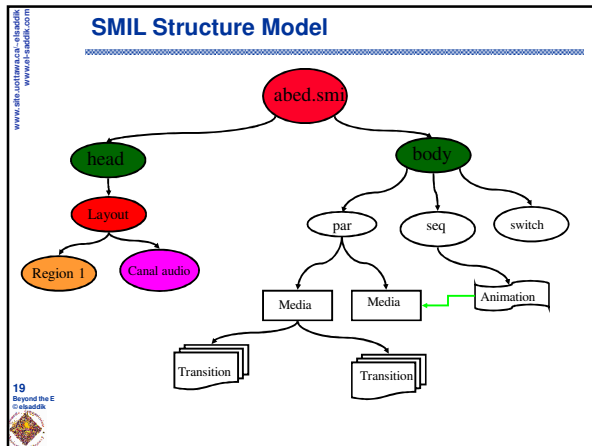 SMIL Structure Model
www.site.uottawa.ca/~elsaddik
www.el-saddik.com
abed.smi
head
body
Layout
par
seq
switch
Region 1
Canal audio
Media
Media
Animation
Transition
Transition
19
Beyond the E
© elsaddik